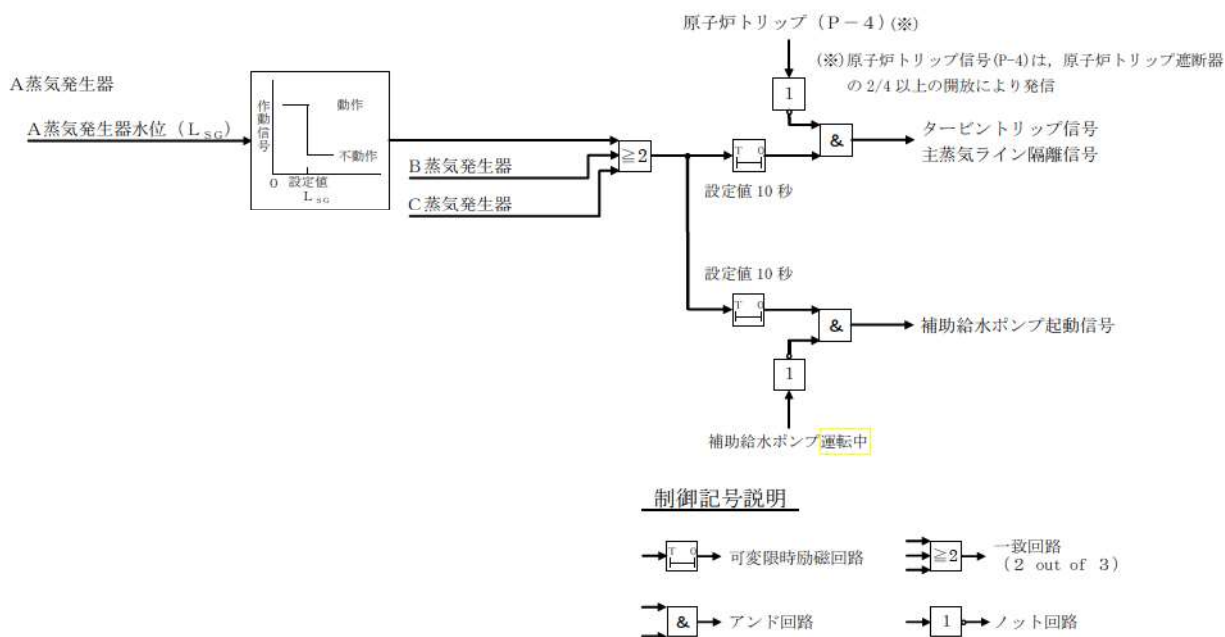 原子炉トリップ（P－4）(※)
(※)原子炉トリップ信号(P-4)は，原子炉トリップ遮断器
の 2/4 以上の開放により発信
A蒸気発生器
A蒸気発生器水位（L SG）
作動信号
動作
不動作
0
設定値
L SG
B蒸気発生器
C蒸気発生器
≧2
1
&
T 0
設定値 10 秒
タービントリップ信号
主蒸気ライン隔離信号
設定値 10 秒
T 0
&
補助給水ポンプ起動信号
1
補助給水ポンプ運転中
制御記号説明
T 0
可変限時励磁回路
≧2
一致回路
（2 out of 3）
&
アンド回路
1
ノット回路